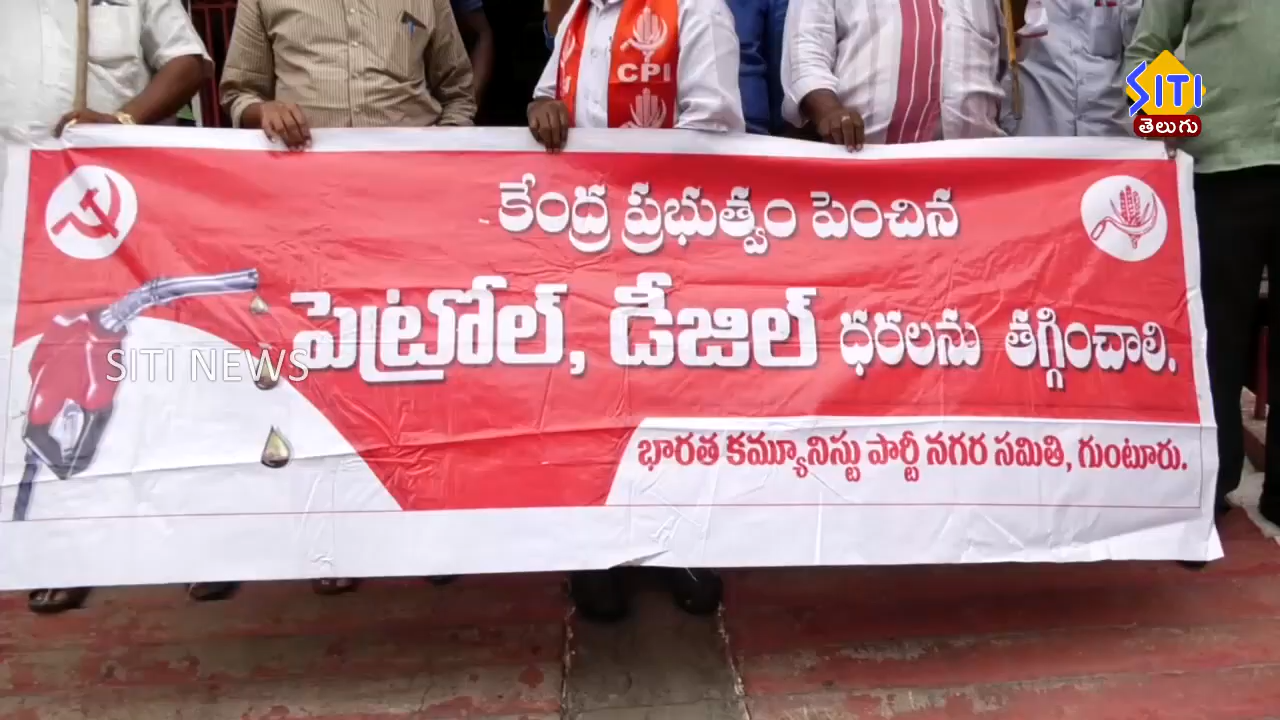 CPI
SITI
తెలుగు
కేంద్ర ప్రభుత్వం పెంచిన
పెట్రోల్, డీజిల్ ధరలను తగ్గించాలి.
SITI NEWS
భారత కమ్యూనిస్టు పార్టీ నగర సమితి, గుంటూరు.